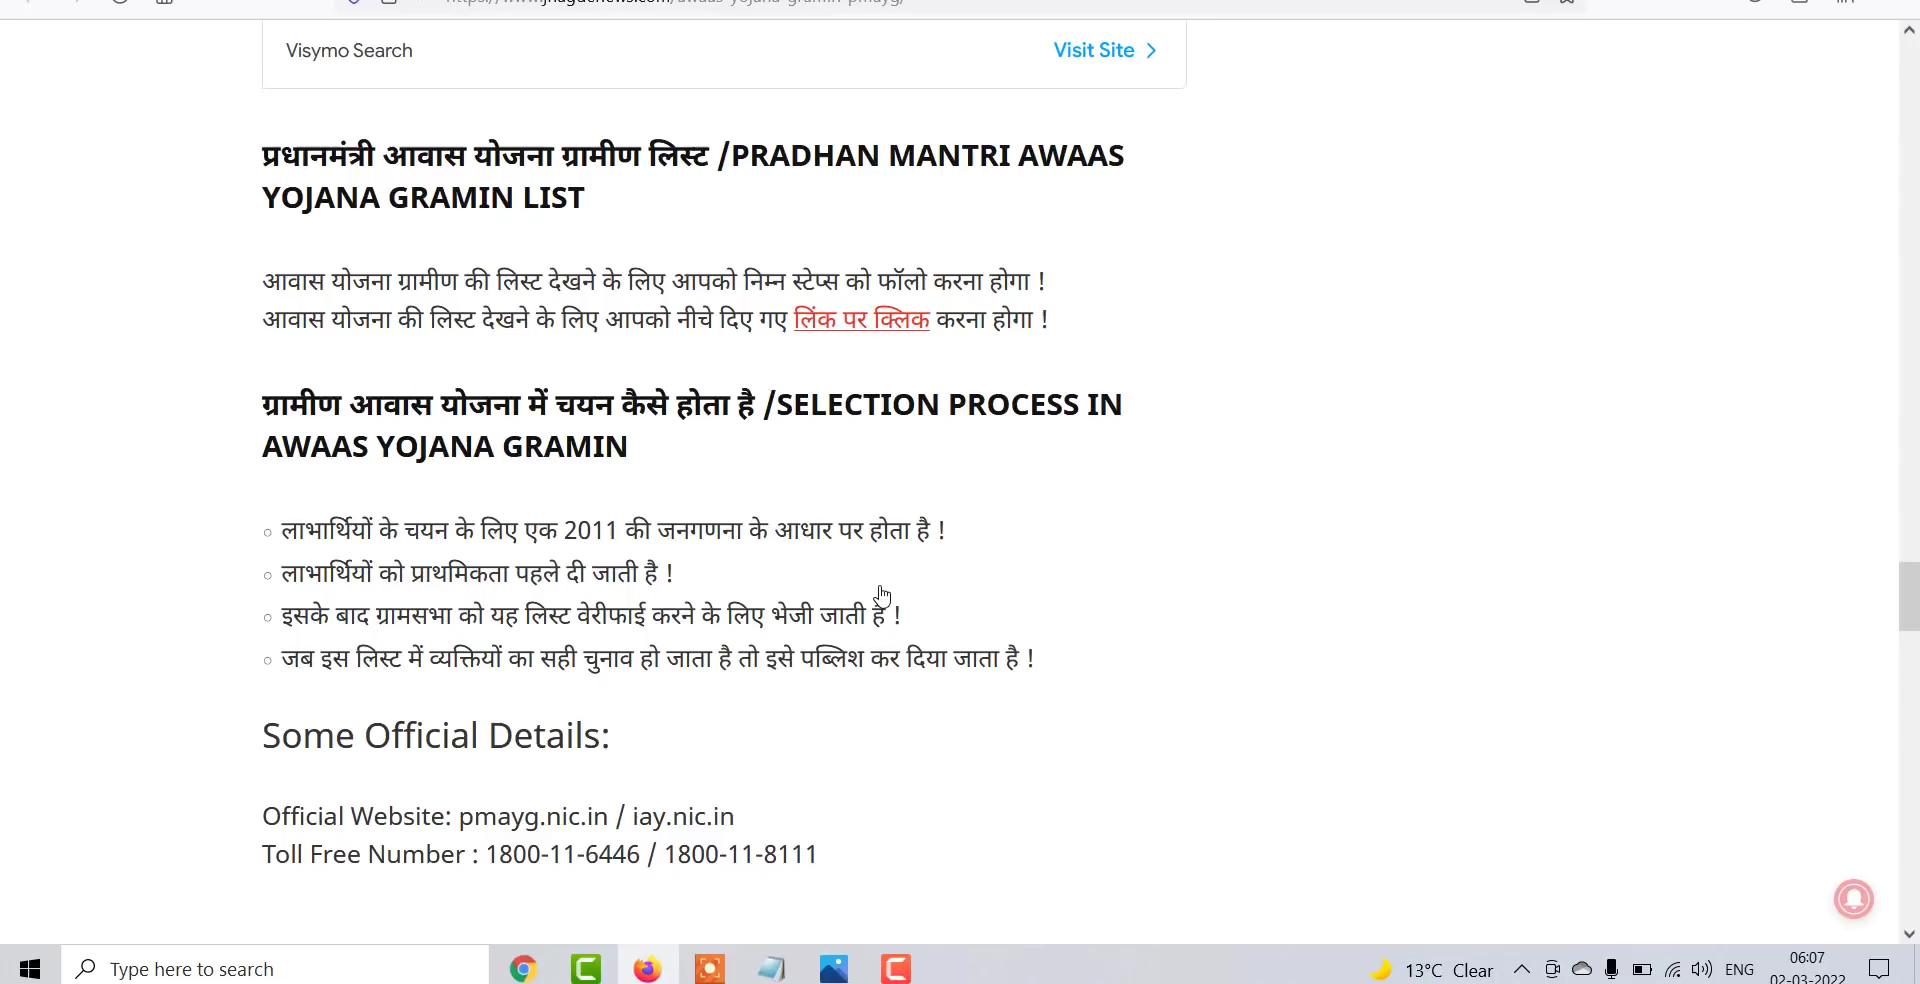 Visymo Search
Visit Site
प्रधानमंत्री आवास योजना ग्रामीण लिस्ट /PRADHAN MANTRI AWAAS
YOJANA GRAMIN LIST
आवास योजना ग्रामीण की लिस्ट देखने के लिए आपको निम्न स्टेप्स को फॉलो करना होगा !
आवास योजना की लिस्ट देखने के लिए आपको नीचे दिए गए लिंक पर क्लिक करना होगा !
ग्रामीण आवास योजना में चयन कैसे होता है /SELECTION PROCESS IN
AWAAS YOJANA GRAMIN
लाभार्थियों के चयन के लिए एक 2011 की जनगणना के आधार पर होता है !
लाभार्थियों को प्राथमिकता पहले दी जाती है !
इसके बाद ग्रामसभा को यह लिस्ट वेरीफाई करने के लिए भेजी जाती है !
जब इस लिस्ट में व्यक्तियों का सही चुनाव हो जाता है तो इसे पब्लिश कर दिया जाता है !
Some Official Details:
Official Website: pmayg.nic.in / iay.nic.in
Toll Free Number : 1800-11-6446 / 1800-11-8111
Type here to search
13°C Clear
ENG
06:07
02-03-2022